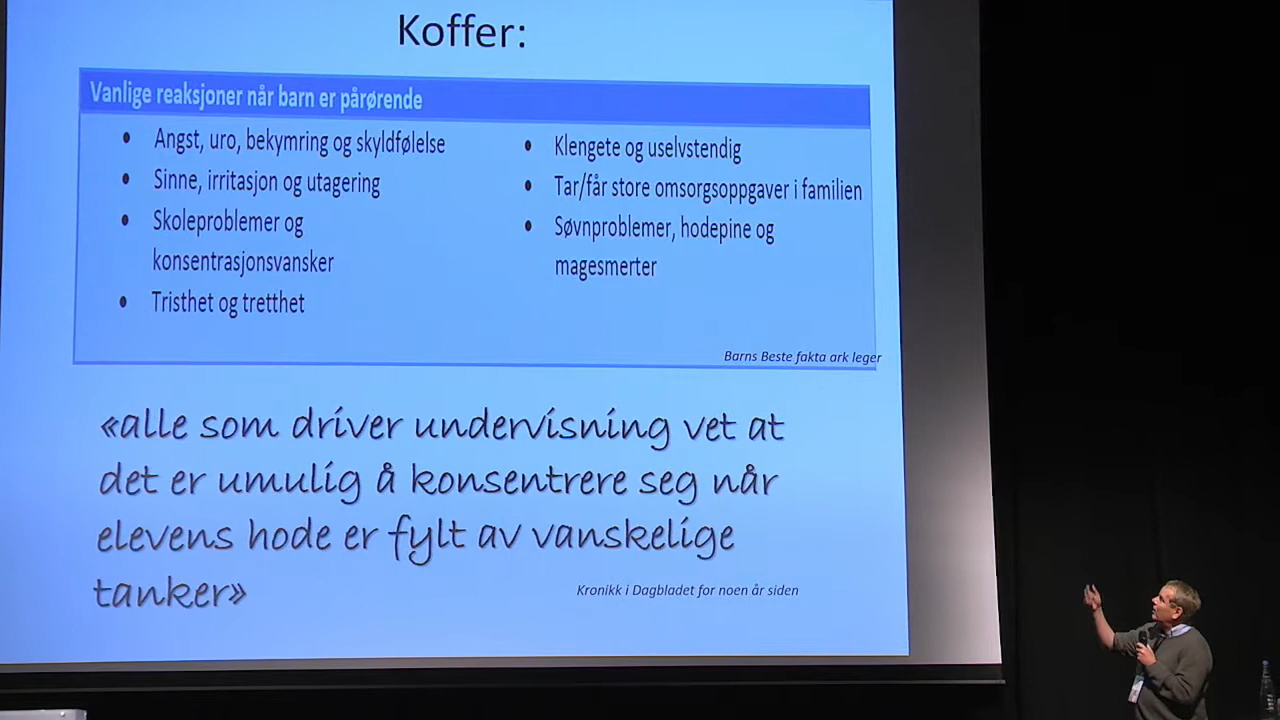 Koffer:
Vanlige reaksjoner når barn er pårørende
• Angst, uro, bekymring og skyldfølelse
• Sinne, irritasjon og utagering
• Skoleproblemer og
konsentrasjonsvansker
• Tristhet og tretthet
• Klengete og uselvstendig
• Tar/får store omsorgsoppgaver i familien
• Søvnproblemer, hodepine og
magesmerter
Barns Beste fakta ark leger
«alle som driver undervisning vet at
det er umulig å konsentrere seg når
elevens hode er fylt av vanskelige
tanker»
Kronikk i Dagbladet for noen år siden